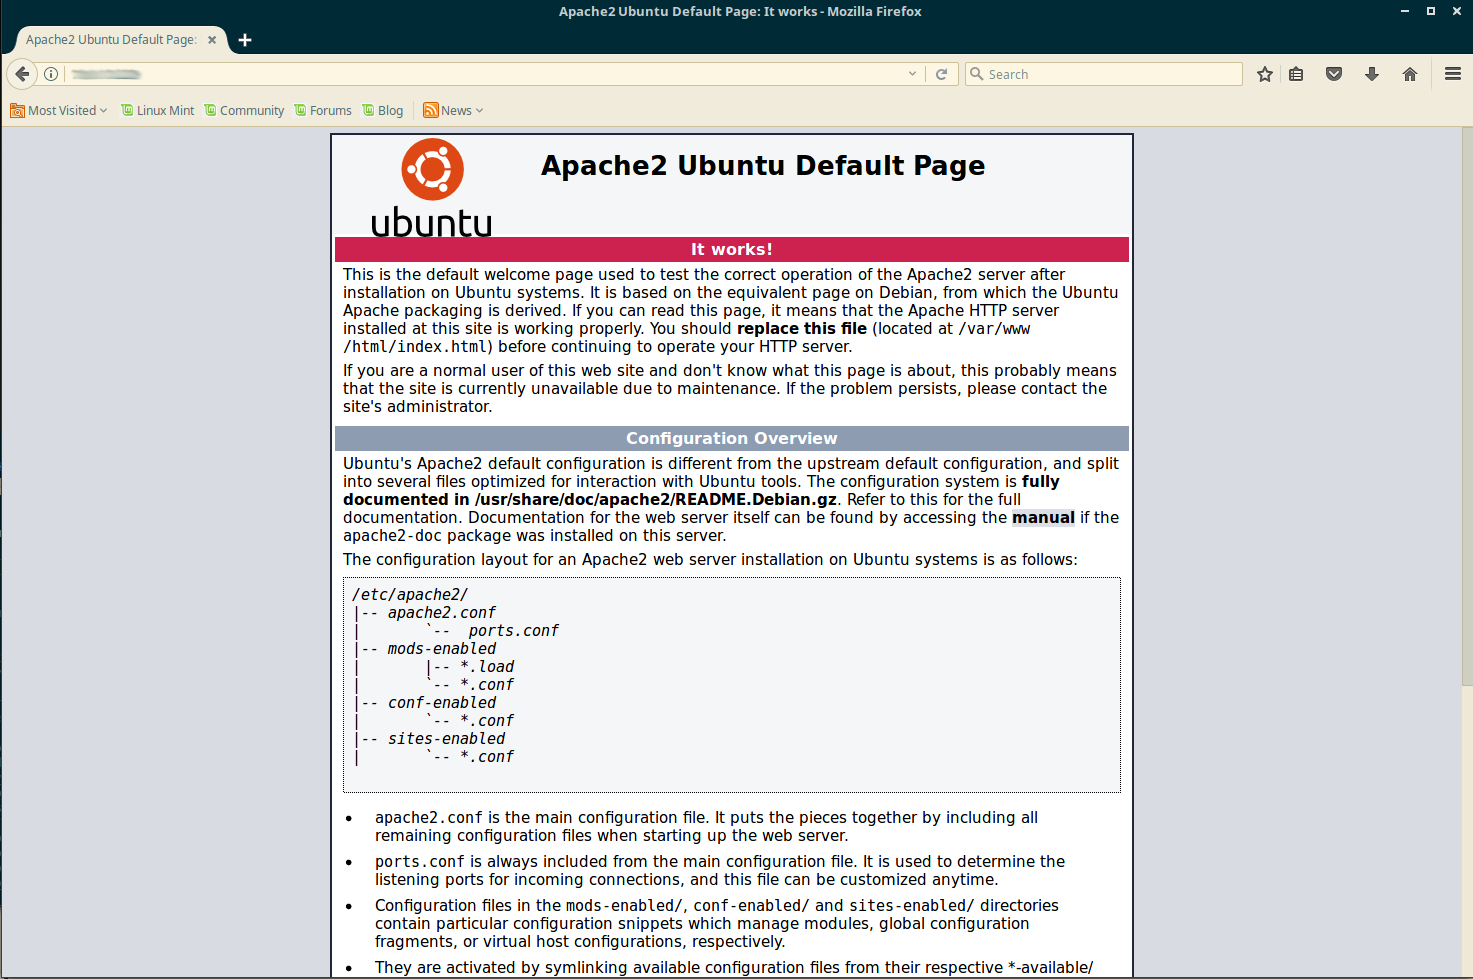 Apache2 Ubuntu Default Page: It works - Mozilla Firefox
Apache2 Ubuntu Default Page:
Search
Most Visited Linux Mint Community Forums Blog News
ubuntu
Apache2 Ubuntu Default Page
It works!
This is the default welcome page used to test the correct operation of the Apache2 server after
installation on Ubuntu systems. It is based on the equivalent page on Debian, from which the Ubuntu
Apache packaging is derived. If you can read this page, it means that the Apache HTTP server
installed at this site is working properly. You should replace this file (located at /var/www
/html/index.html) before continuing to operate your HTTP server.
If you are a normal user of this web site and don't know what this page is about, this probably means
that the site is currently unavailable due to maintenance. If the problem persists, please contact the
site's administrator.
Configuration Overview
Ubuntu's Apache2 default configuration is different from the upstream default configuration, and split
into several files optimized for interaction with Ubuntu tools. The configuration system is fully
documented in /usr/share/doc/apache2/README.Debian.gz. Refer to this for the full
documentation. Documentation for the web server itself can be found by accessing the manual if the
apache2-doc package was installed on this server.
The configuration layout for an Apache2 web server installation on Ubuntu systems is as follows:
/etc/apache2/
|-- apache2.conf
|       `--  ports.conf
|-- mods-enabled
|       |-- *.load
|       `-- *.conf
|-- conf-enabled
|       `-- *.conf
|-- sites-enabled
|       `-- *.conf
• apache2.conf is the main configuration file. It puts the pieces together by including all
remaining configuration files when starting up the web server.
• ports.conf is always included from the main configuration file. It is used to determine the
listening ports for incoming connections, and this file can be customized anytime.
• Configuration files in the mods-enabled/, conf-enabled/ and sites-enabled/ directories
contain particular configuration snippets which manage modules, global configuration
fragments, or virtual host configurations, respectively.
• They are activated by symlinking available configuration files from their respective *-available/